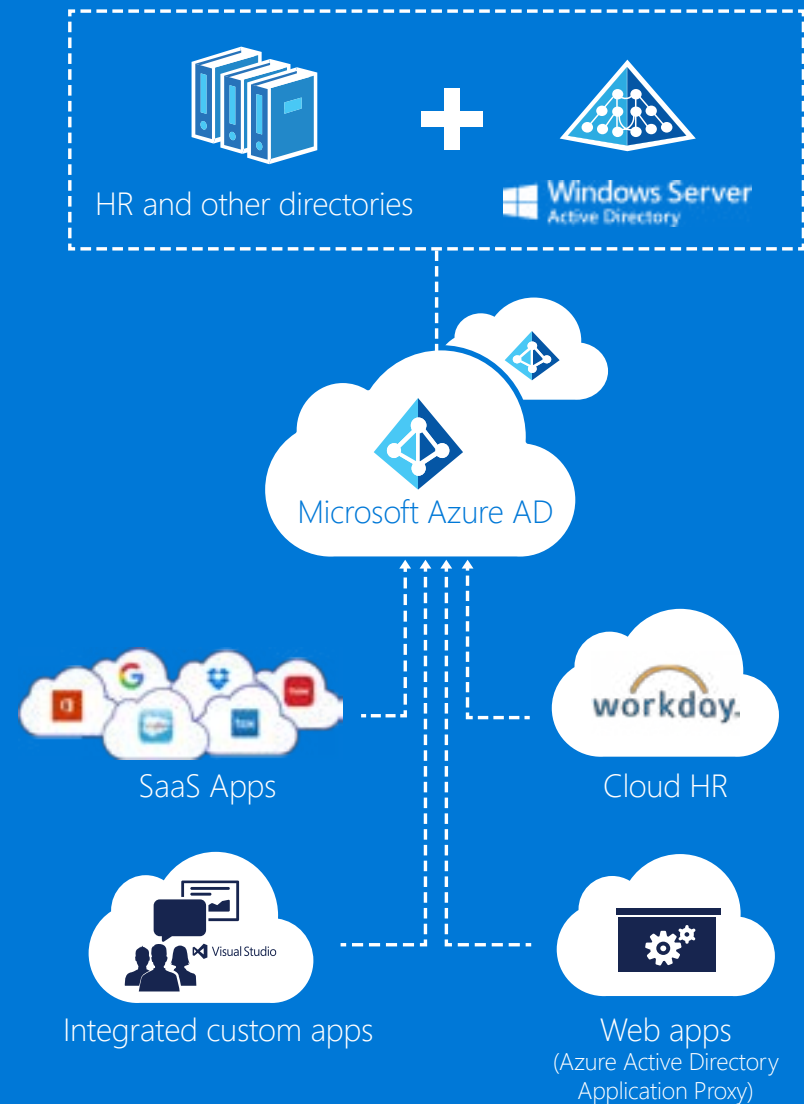 HR and other directories
Windows Server
Active Directory
Microsoft Azure AD
G
workday.
SaaS Apps
Cloud HR
Visual Studio
Integrated custom apps
Web apps
(Azure Active Directory
Application Proxy)